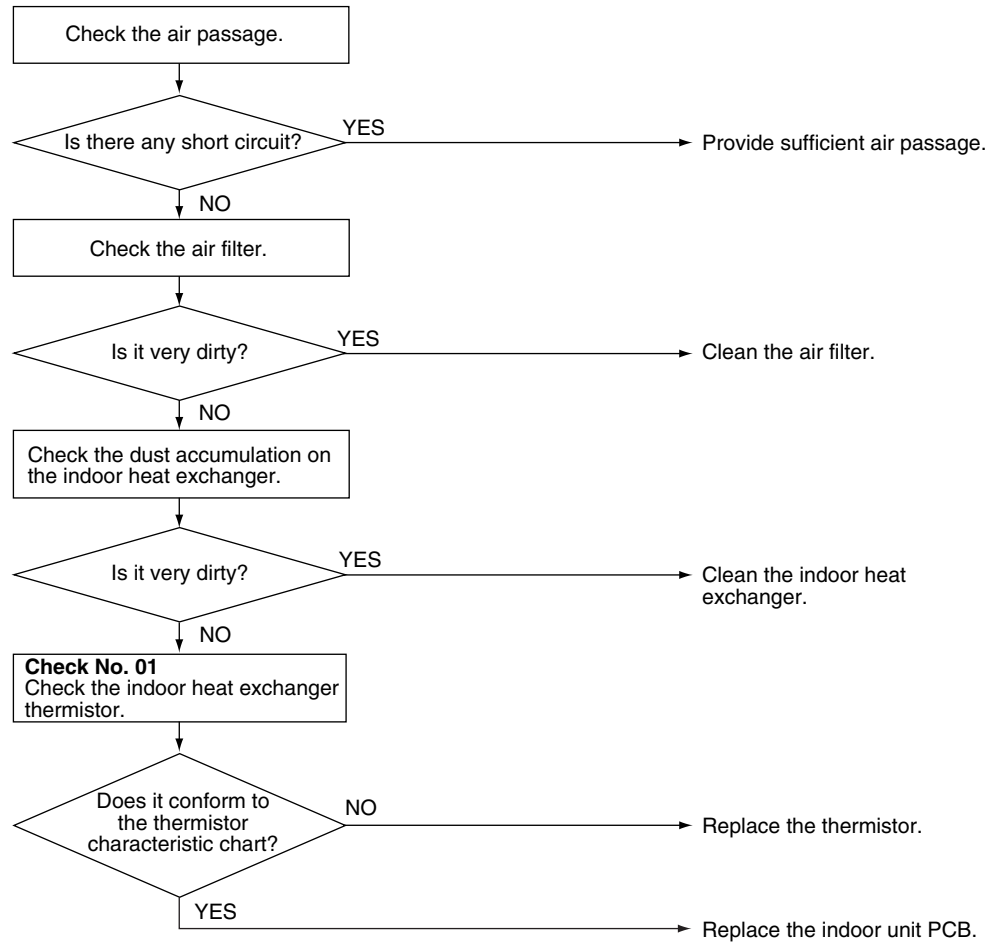 Check the air passage.
Is there any short circuit?
YES
Provide sufficient air passage.
NO
Check the air filter.
Is it very dirty?
YES
Clean the air filter.
NO
Check the dust accumulation on
the indoor heat exchanger.
Is it very dirty?
YES
Clean the indoor heat
exchanger.
NO
Check No. 01
Check the indoor heat exchanger
thermistor.
Does it conform to
the thermistor
characteristic chart?
NO
Replace the thermistor.
YES
Replace the indoor unit PCB.